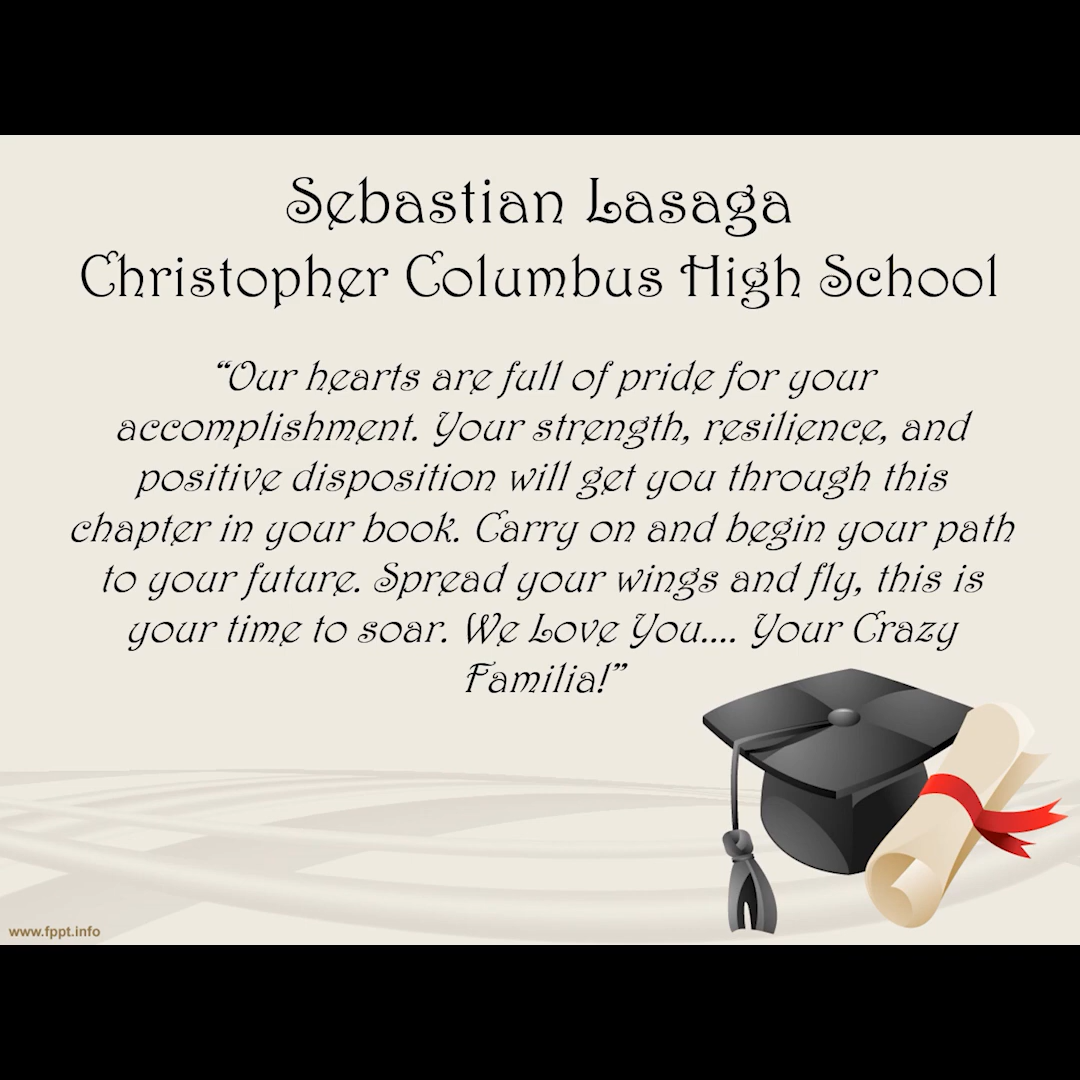 Sebastian Lasaga
Christopher Columbus High School
“Our hearts are full of pride for your
accomplishment. Your strength, resilience, and
positive disposition will get you through this
chapter in your book. Carry on and begin your path
to your future. Spread your wings and fly, this is
your time to soar. We Love You.... Your Crazy
Familia!”
www.fppt.info